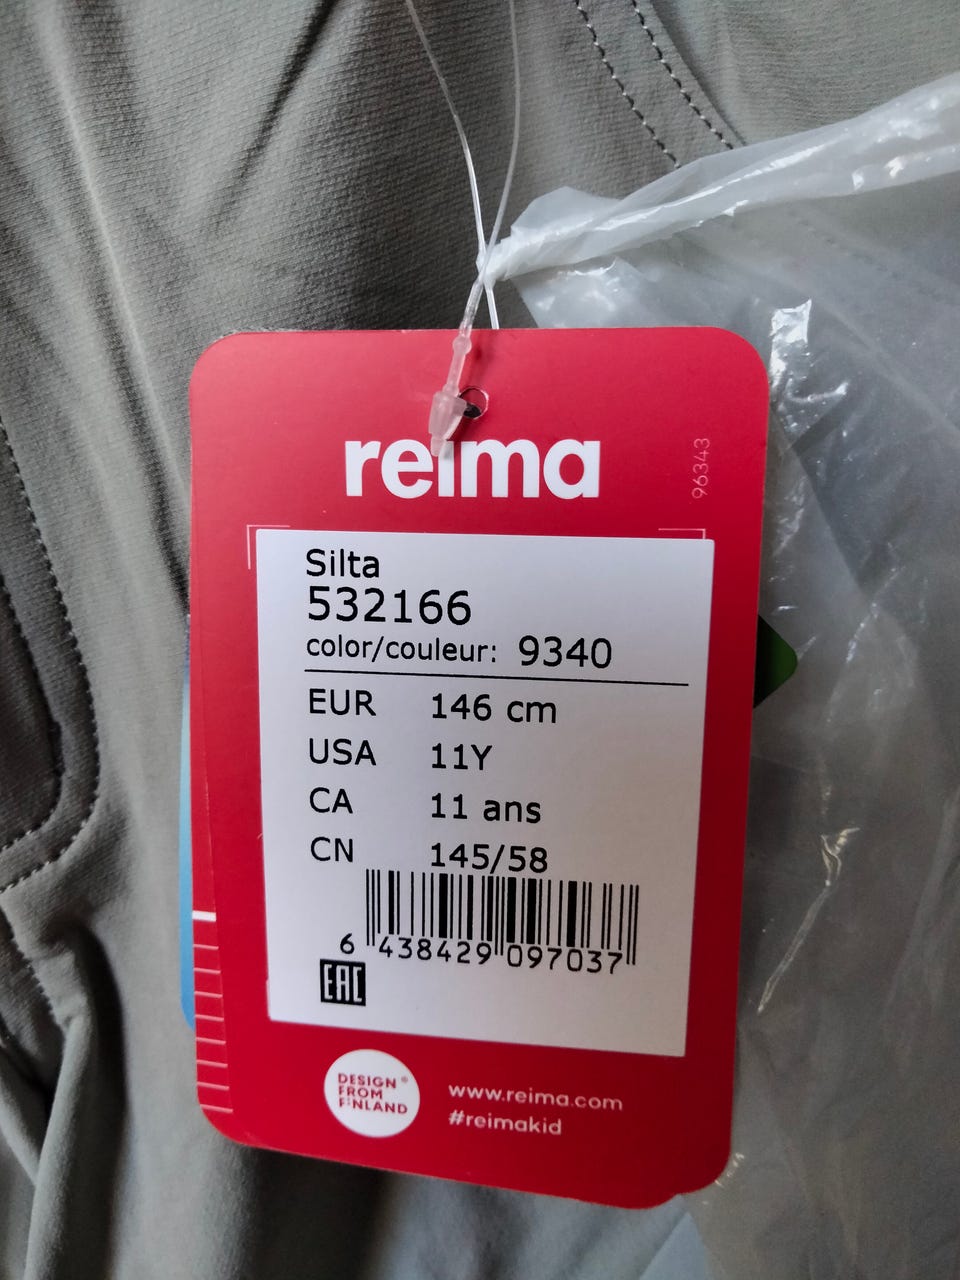 reima
96343
Silta
532166
color/couleur: 9340
EUR 146 cm
USA 11Y
CA 11 ans
CN 145/58
6 438429 097037
EAC
DESIGN®
FROM
FINLAND
www.reima.com
#reimakid